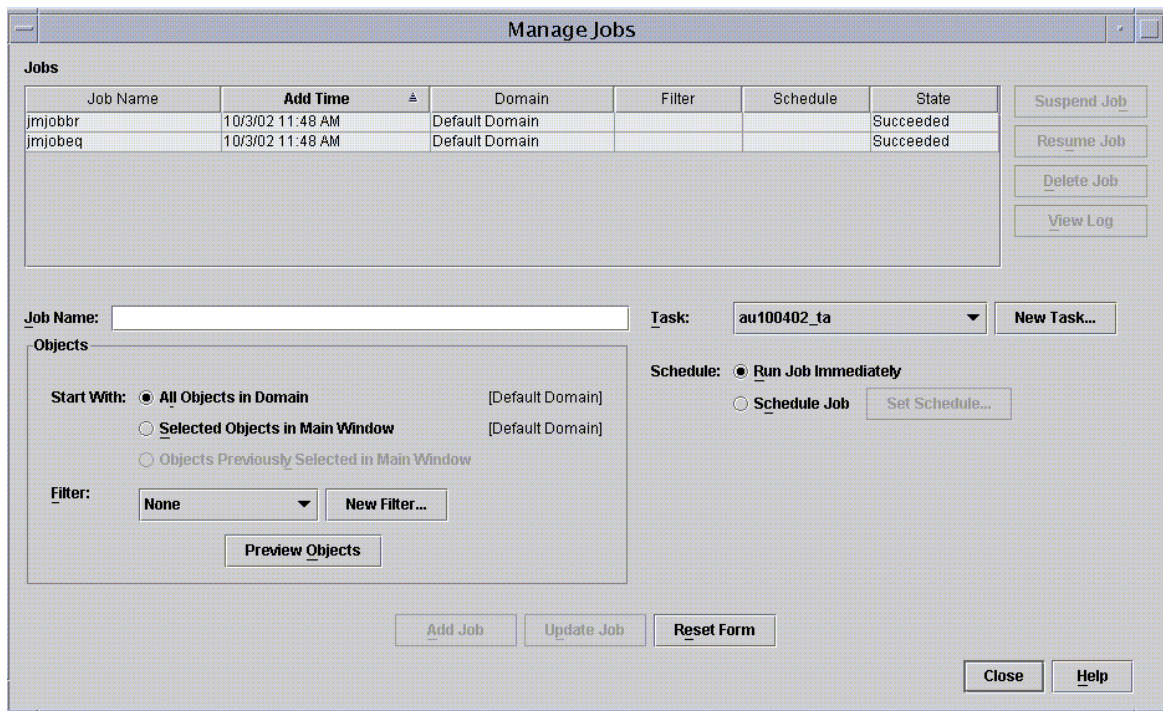 Manage Jobs
Jobs
Job Name Add Time Domain Filter Schedule State
jmjobbr 10/3/02 11:48 AM Default Domain Succeeded
jmjobeq 10/3/02 11:48 AM Default Domain Succeeded
Suspend Job
Resume Job
Delete Job
View Log
Job Name:
Task: au100402_ta New Task...
Objects
Start With: All Objects in Domain [Default Domain]
Selected Objects in Main Window [Default Domain]
Objects Previously Selected in Main Window
Filter: None New Filter...
Preview Objects
Schedule: Run Job Immediately
Schedule Job Set Schedule...
Add Job Update Job Reset Form
Close Help